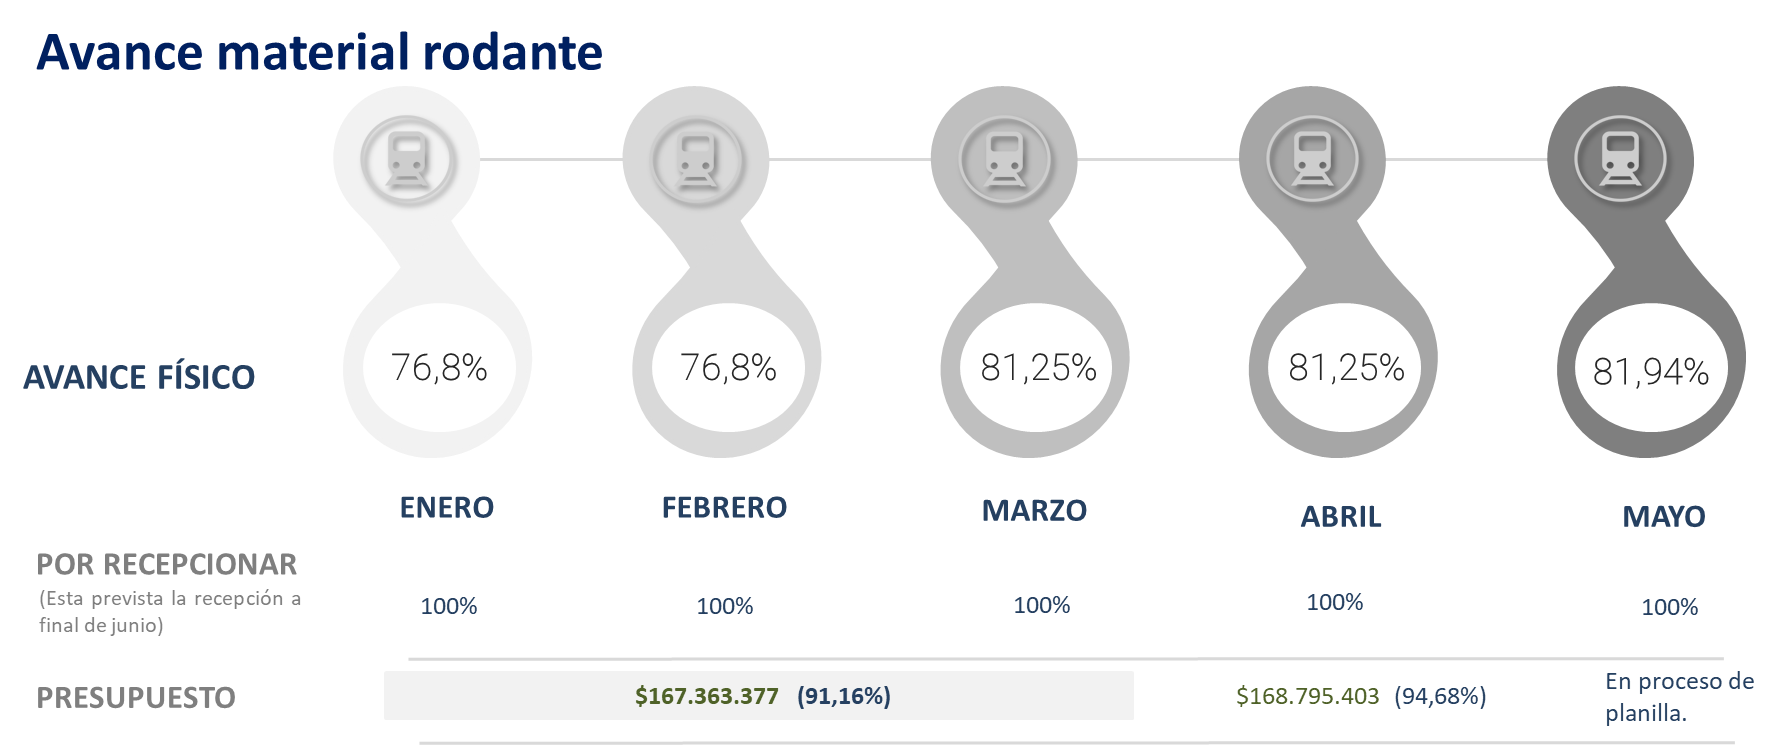 Avance material rodante
AVANCE FÍSICO
76,8%
76,8%
81,25%
81,25%
81,94%
ENERO
FEBRERO
MARZO
ABRIL
MAYO
POR RECEPCIONAR
(Esta prevista la recepción a
final de junio)
100%
100%
100%
100%
100%
PRESUPUESTO
$167.363.377 (91,16%)
$168.795.403 (94,68%)
En proceso de
planilla.